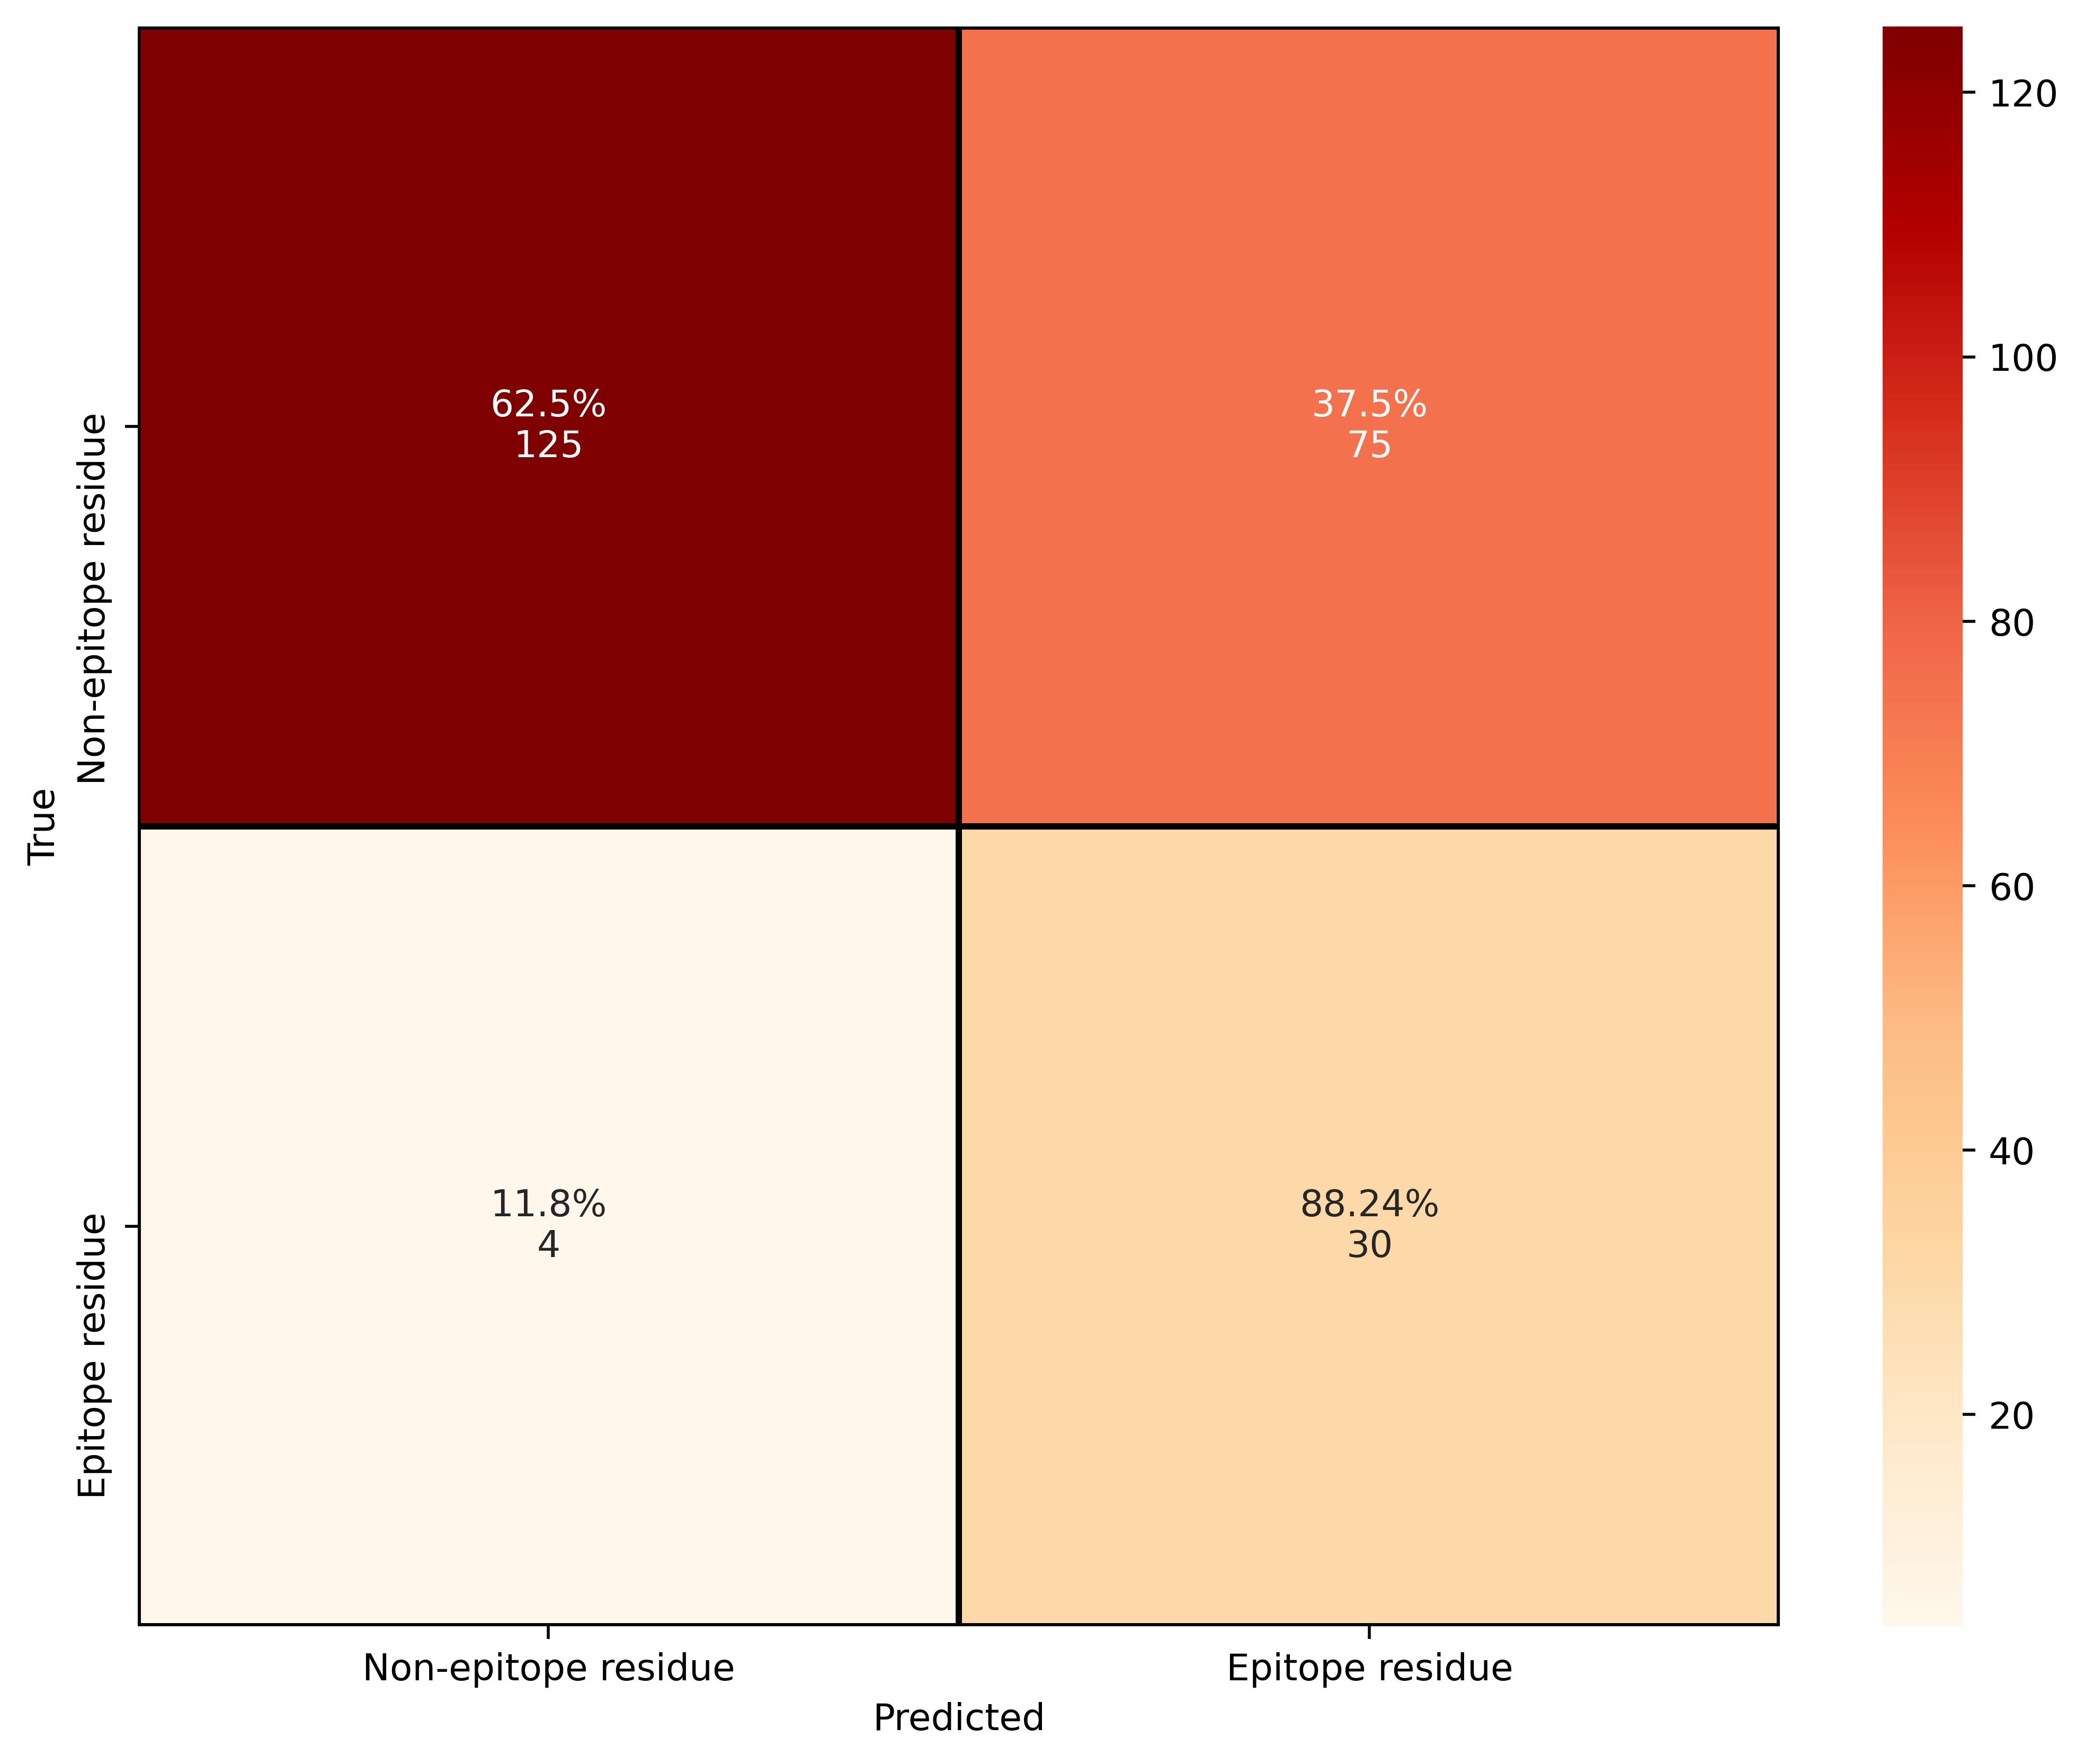 62.5%
125
37.5%
75
11.8%
4
88.24%
30
True
Non-epitope residue
Epitope residue
Non-epitope residue
Epitope residue
Predicted
120
100
80
60
40
20